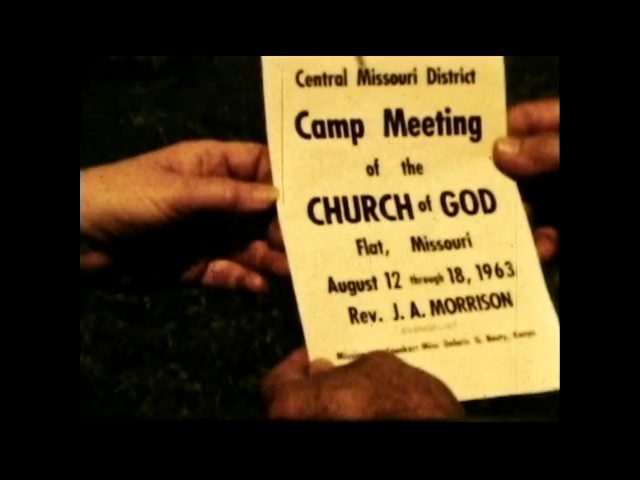 Central Missouri District
Camp Meeting
of the
CHURCH of GOD
Flat, Missouri
August 12 through 18, 1963
Rev. J. A. MORRISON
EVANGELIST